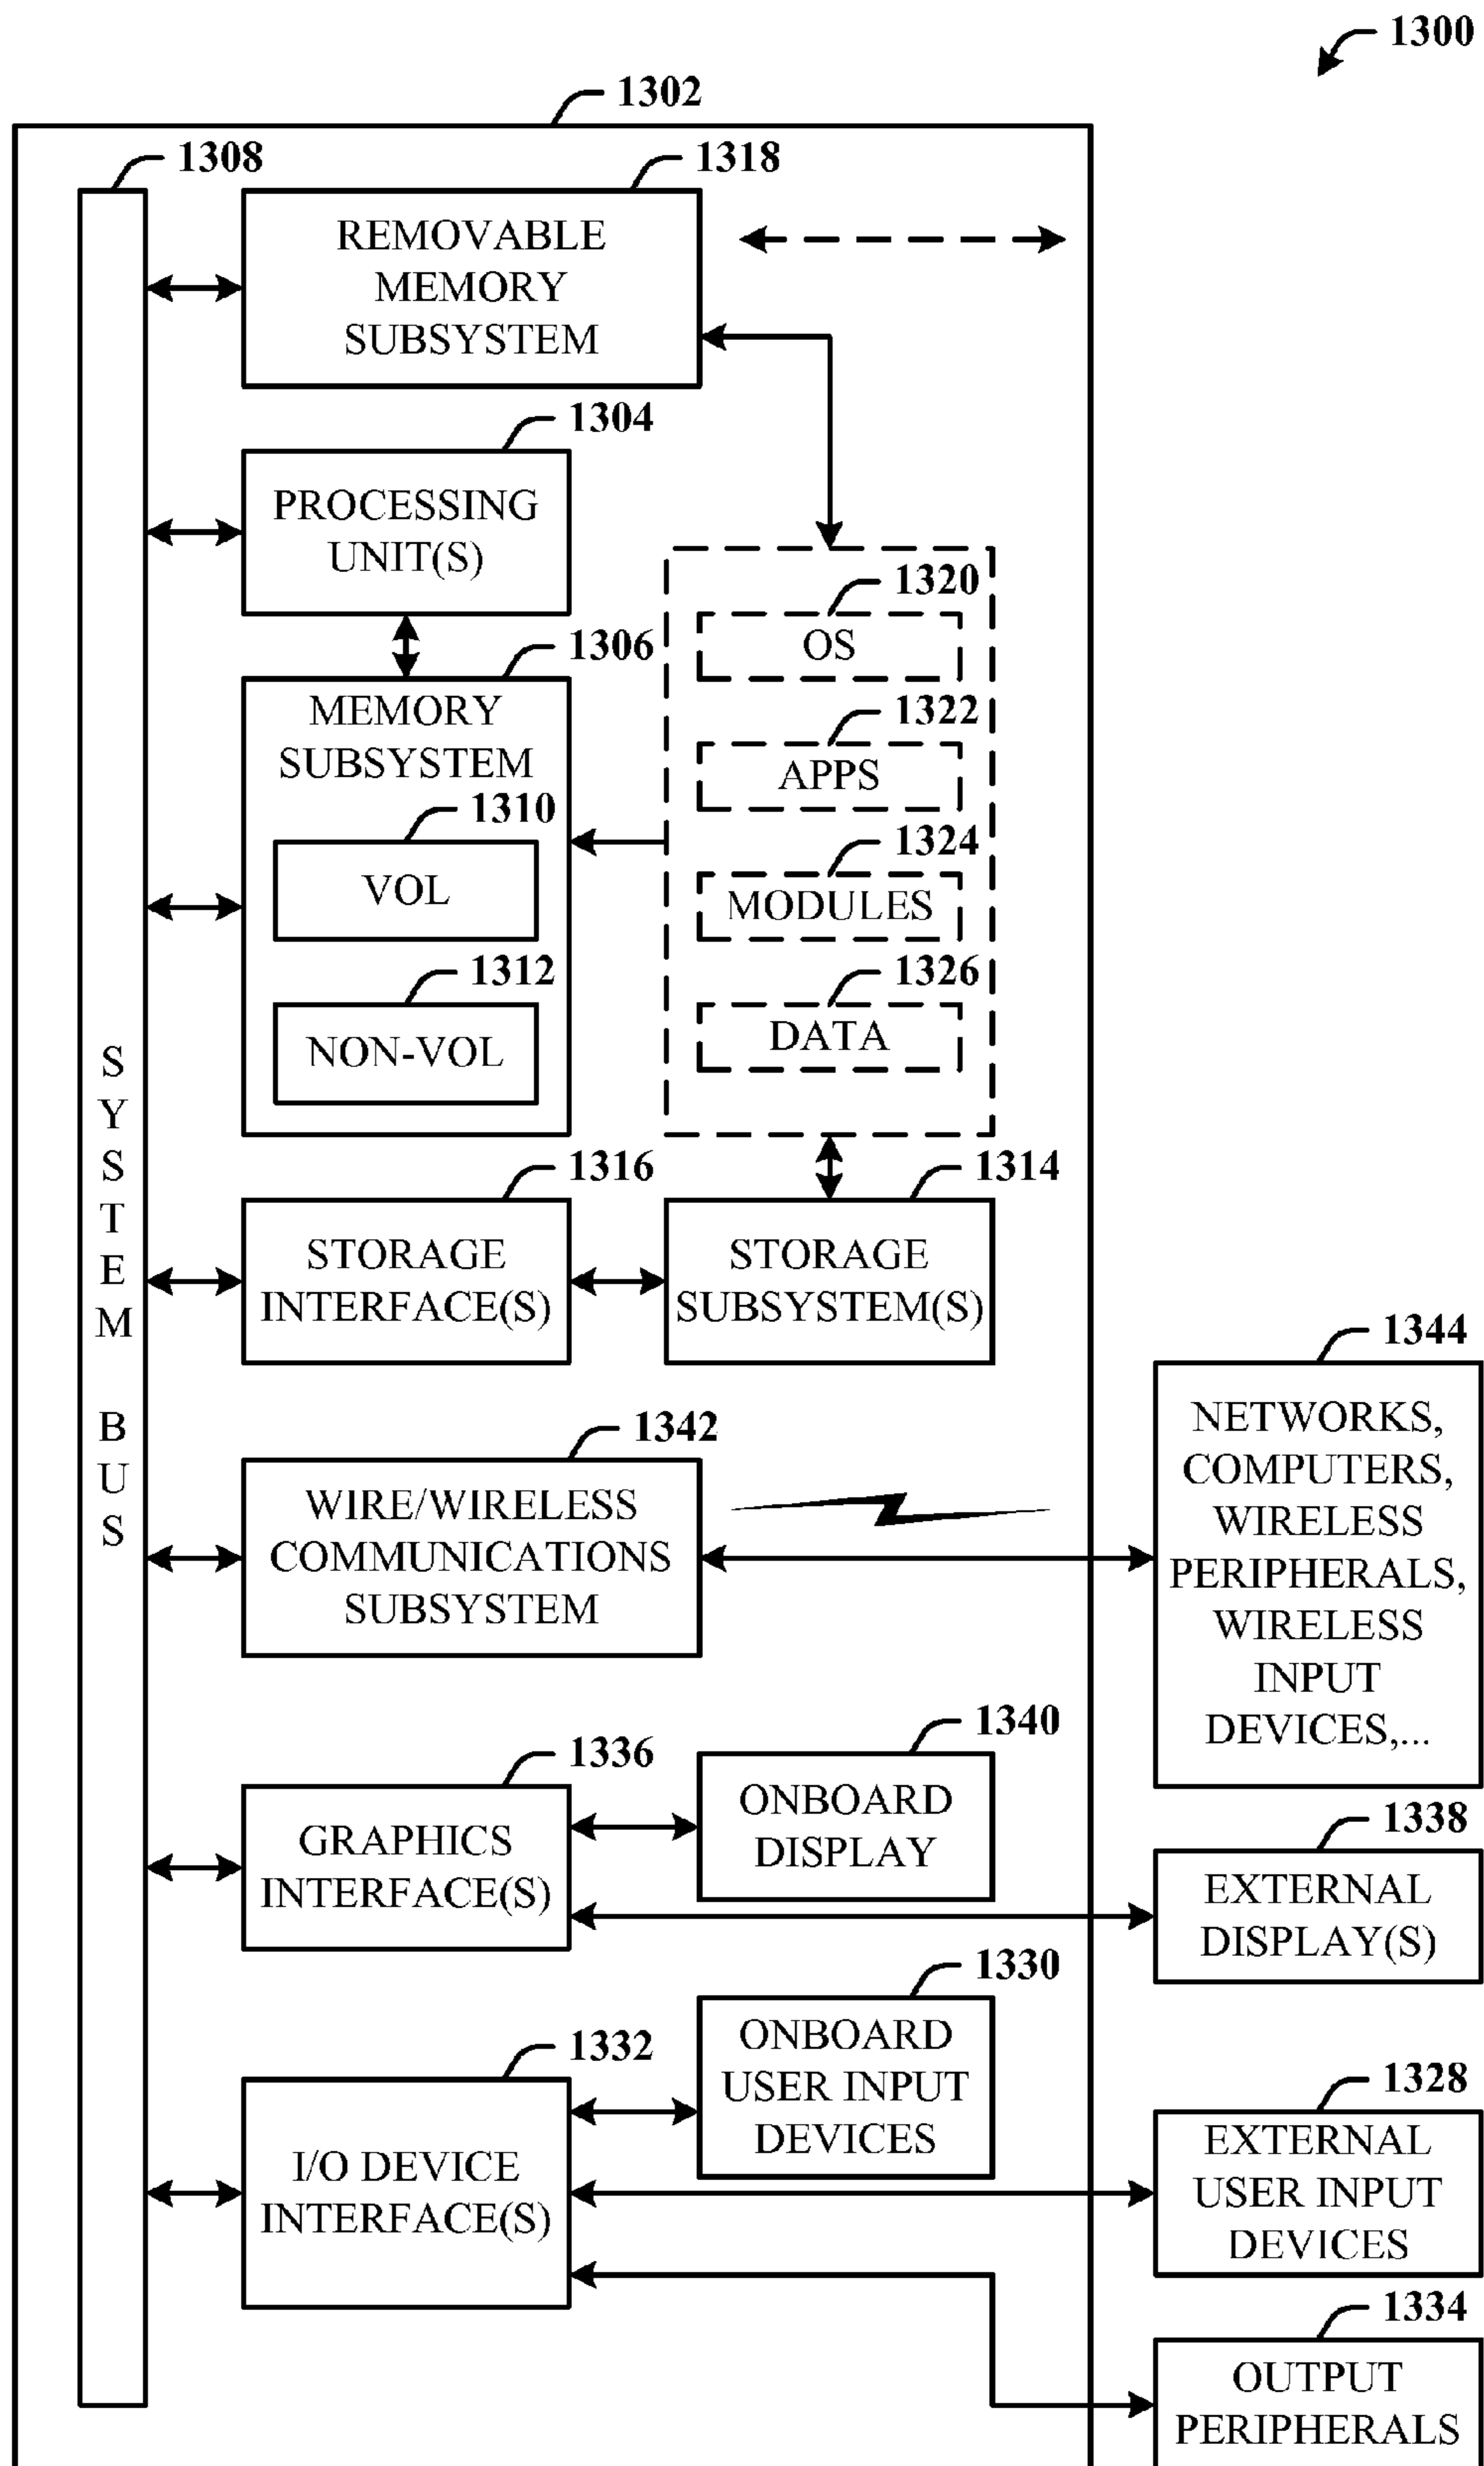 1300
1302
1308
1318
REMOVABLE
MEMORY
SUBSYSTEM
1304
PROCESSING
UNIT(S)
1306
MEMORY
SUBSYSTEM
1310
VOL
1312
NON-VOL
1320
OS
1322
APPS
1324
MODULES
1326
DATA
SYSTEM BUS
1316
STORAGE
INTERFACE(S)
1314
STORAGE
SUBSYSTEM(S)
1342
WIRE/WIRELESS
COMMUNICATIONS
SUBSYSTEM
1344
NETWORKS,
COMPUTERS,
WIRELESS
PERIPHERALS,
WIRELESS
INPUT
DEVICES,...
1336
GRAPHICS
INTERFACE(S)
1340
ONBOARD
DISPLAY
1338
EXTERNAL
DISPLAY(S)
1332
I/O DEVICE
INTERFACE(S)
1330
ONBOARD
USER INPUT
DEVICES
1328
EXTERNAL
USER INPUT
DEVICES
1334
OUTPUT
PERIPHERALS